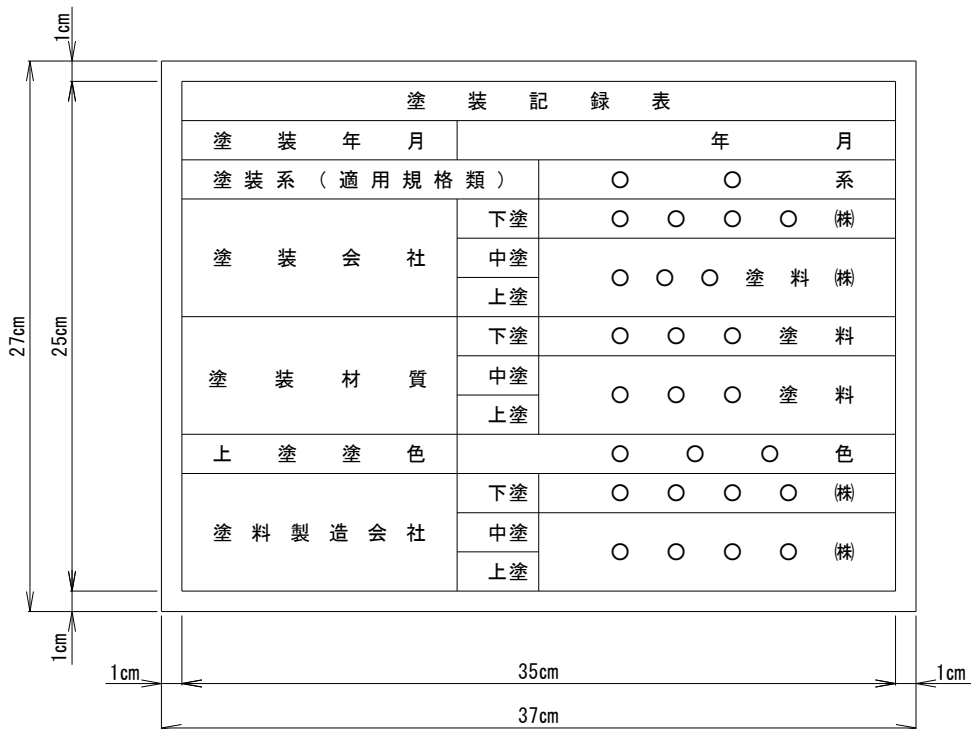 1cm
塗装記録表
塗装年月 年月
塗装系(適用規格類) ○○系
塗装会社 下塗 ○○○○㈱
中塗 ○○○塗料㈱
上塗
塗装材質 下塗 ○○○塗料
中塗 ○○○塗料
上塗
上塗塗色 ○○○色
塗料製造会社 下塗 ○○○○㈱
中塗 ○○○○㈱
上塗
27cm
25cm
1cm
1cm 35cm 1cm
37cm